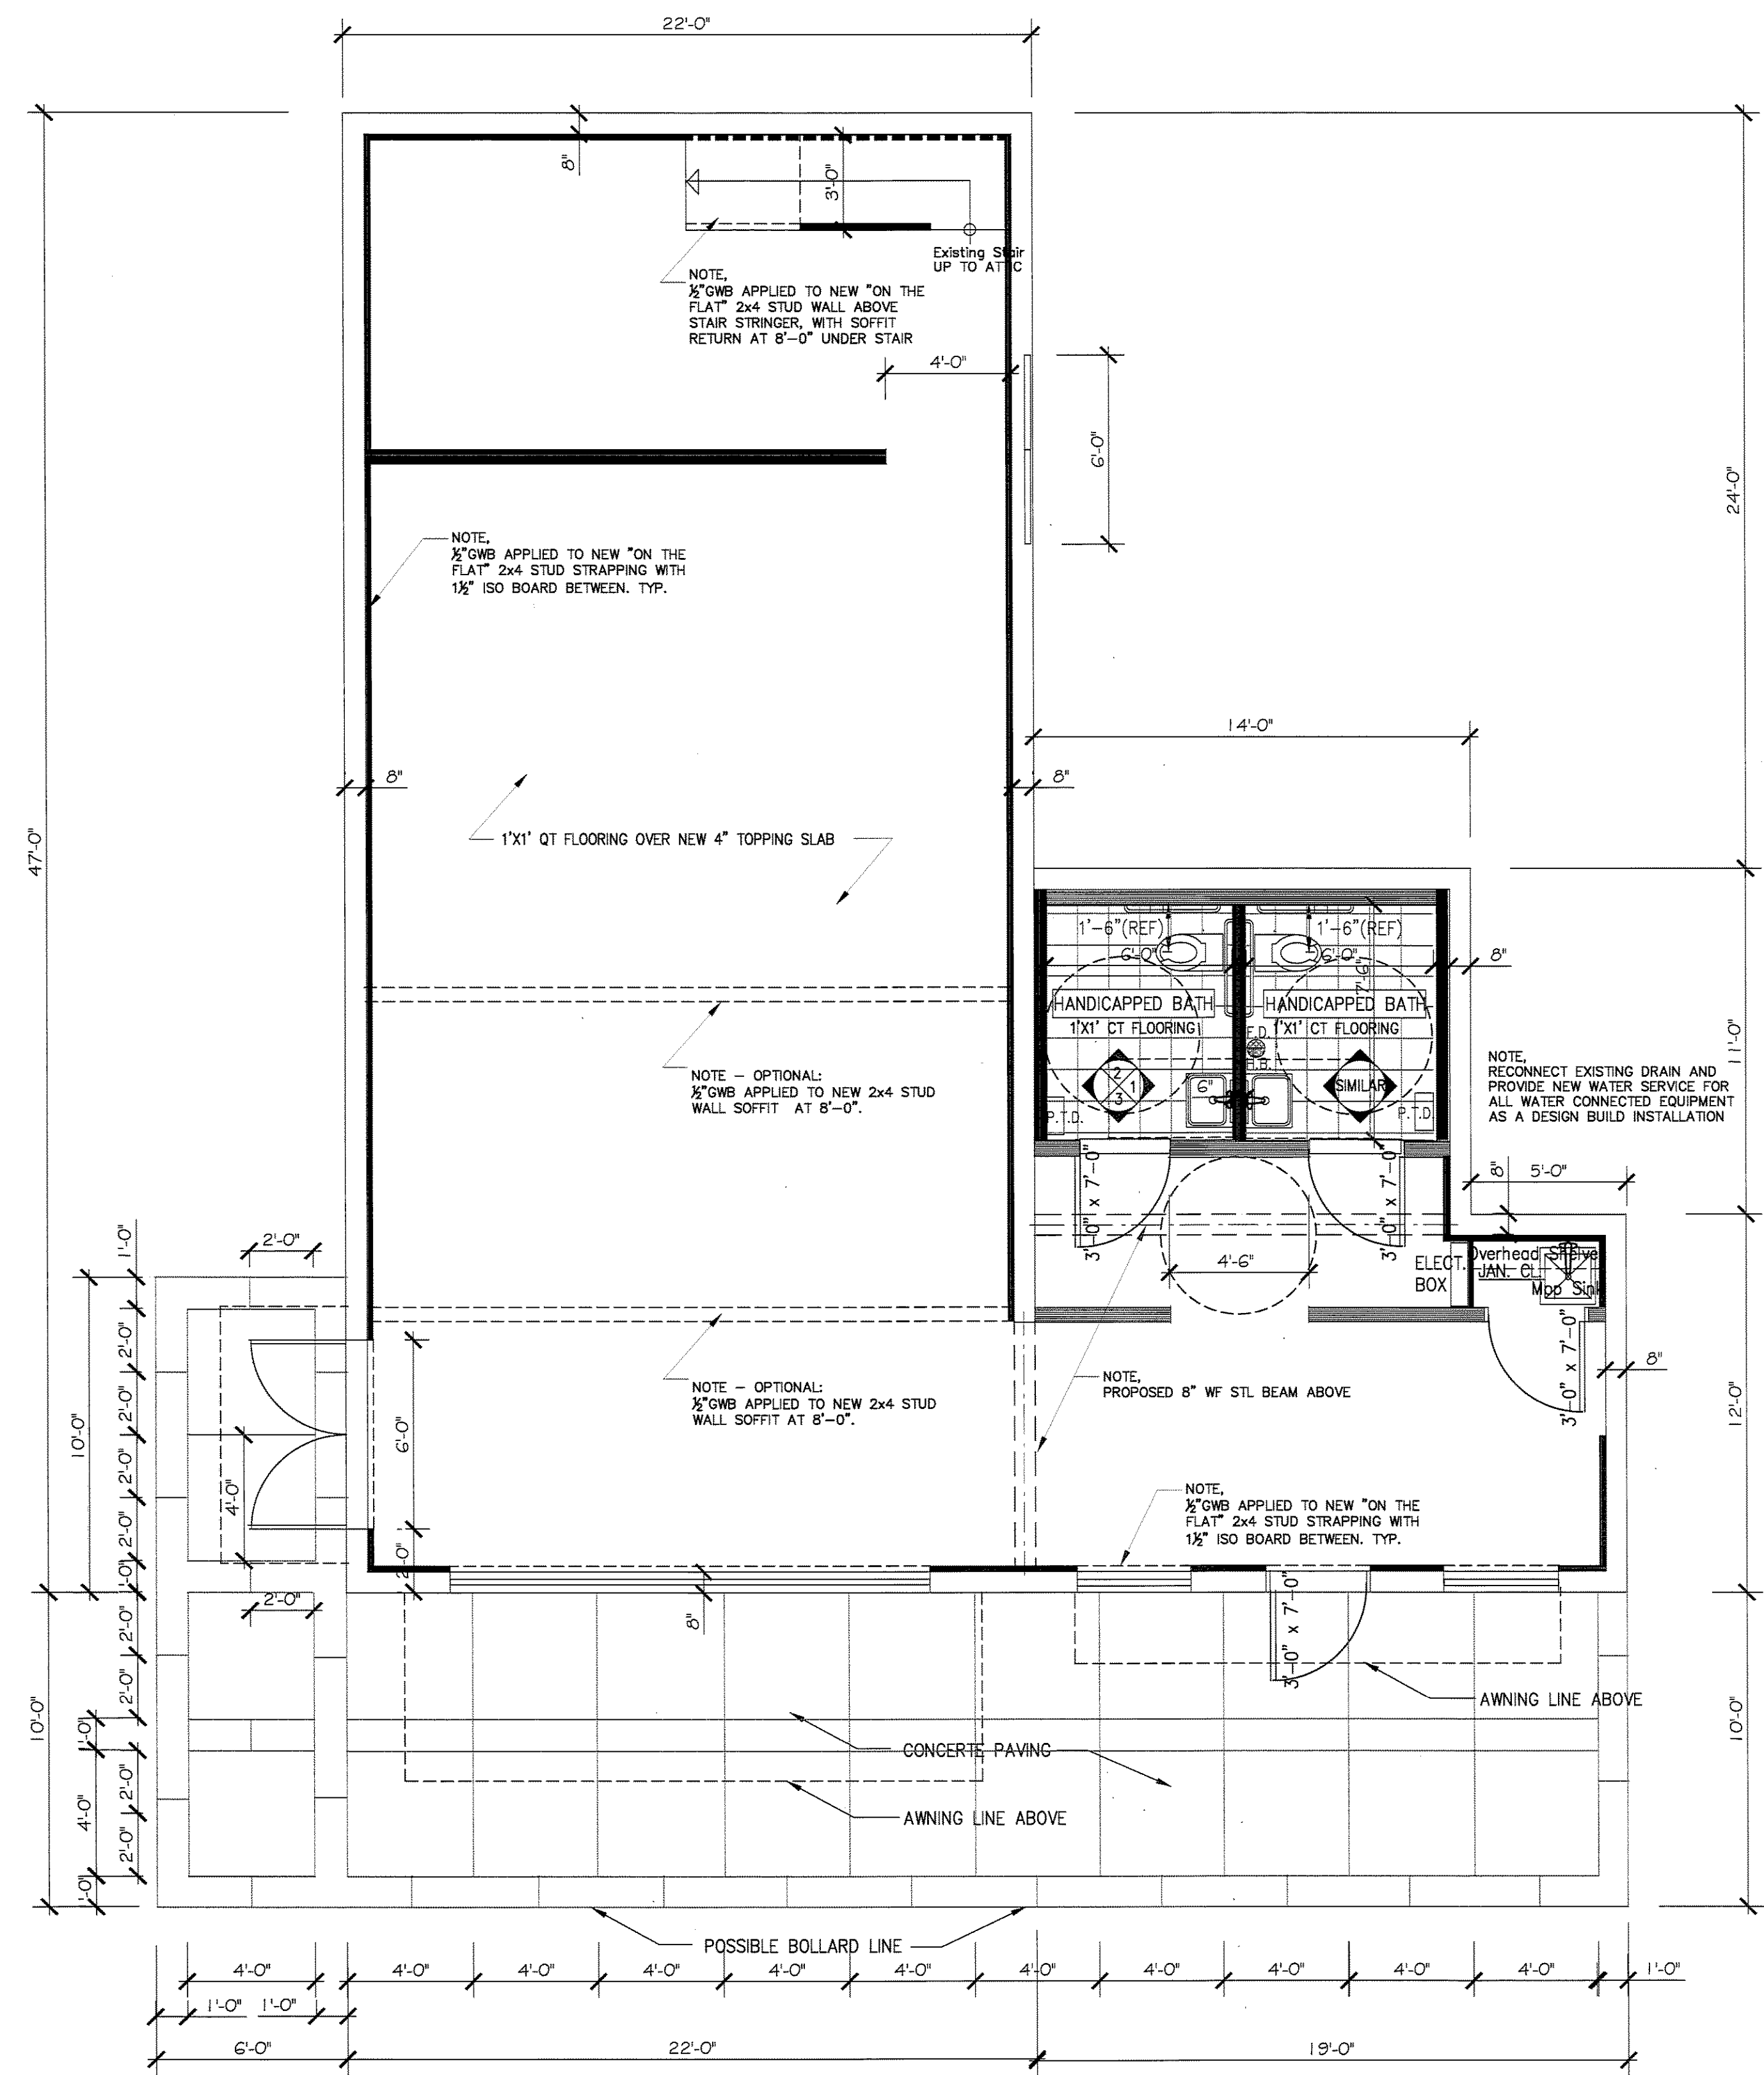 22'-0"
8"
3'-0"
Existing Stair
UP TO ATTIC
NOTE,
½"GWB APPLIED TO NEW "ON THE
FLAT" 2x4 STUD WALL ABOVE
STAIR STRINGER, WITH SOFFIT
RETURN AT 8'-0" UNDER STAIR
4'-0"
6'-0"
24'-0"
NOTE,
½"GWB APPLIED TO NEW "ON THE
FLAT" 2x4 STUD STRAPPING WITH
1½" ISO BOARD BETWEEN. TYP.
14'-0"
8"
8"
47'-0"
1'X1' QT FLOORING OVER NEW 4" TOPPING SLAB
1'-6"(REF)
1'-6"(REF)
6'-0"
6'-0"
7'-6"
8"
HANDICAPPED BATH
HANDICAPPED BATH
1'X1' CT FLOORING
F.D.
1'X1' CT FLOORING
H.B.
2
1
3
6"
SIMILAR
P.T.D.
P.T.D.
11'-0"
NOTE,
RECONNECT EXISTING DRAIN AND
PROVIDE NEW WATER SERVICE FOR
ALL WATER CONNECTED EQUIPMENT
AS A DESIGN BUILD INSTALLATION
NOTE - OPTIONAL:
½"GWB APPLIED TO NEW 2x4 STUD
WALL SOFFIT AT 8'-0".
3'-0" x 7'-0"
3'-0" x 7'-0"
8"
5'-0"
4'-6"
ELECT.
BOX
Overhead Shelve
JAN. CL.
Mop Sink
2'-0"
1'-0"
2'-0"
2'-0"
2'-0"
2'-0"
1'-0"
10'-0"
4'-0"
6'-0"
2'-0"
2'-0"
NOTE - OPTIONAL:
½"GWB APPLIED TO NEW 2x4 STUD
WALL SOFFIT AT 8'-0".
NOTE,
PROPOSED 8" WF STL BEAM ABOVE
3'-0" x 7'-0"
8"
12'-0"
NOTE,
½"GWB APPLIED TO NEW "ON THE
FLAT" 2x4 STUD STRAPPING WITH
1½" ISO BOARD BETWEEN. TYP.
8"
3'-0" x 7'-0"
AWNING LINE ABOVE
2'-0"
2'-0"
1'-0"
2'-0"
2'-0"
4'-0"
1'-0"
10'-0"
10'-0"
CONCERTE PAVING
AWNING LINE ABOVE
POSSIBLE BOLLARD LINE
4'-0"
4'-0"
4'-0"
4'-0"
4'-0"
4'-0"
4'-0"
4'-0"
4'-0"
4'-0"
4'-0"
1'-0"
1'-0"
1'-0"
6'-0"
22'-0"
19'-0"